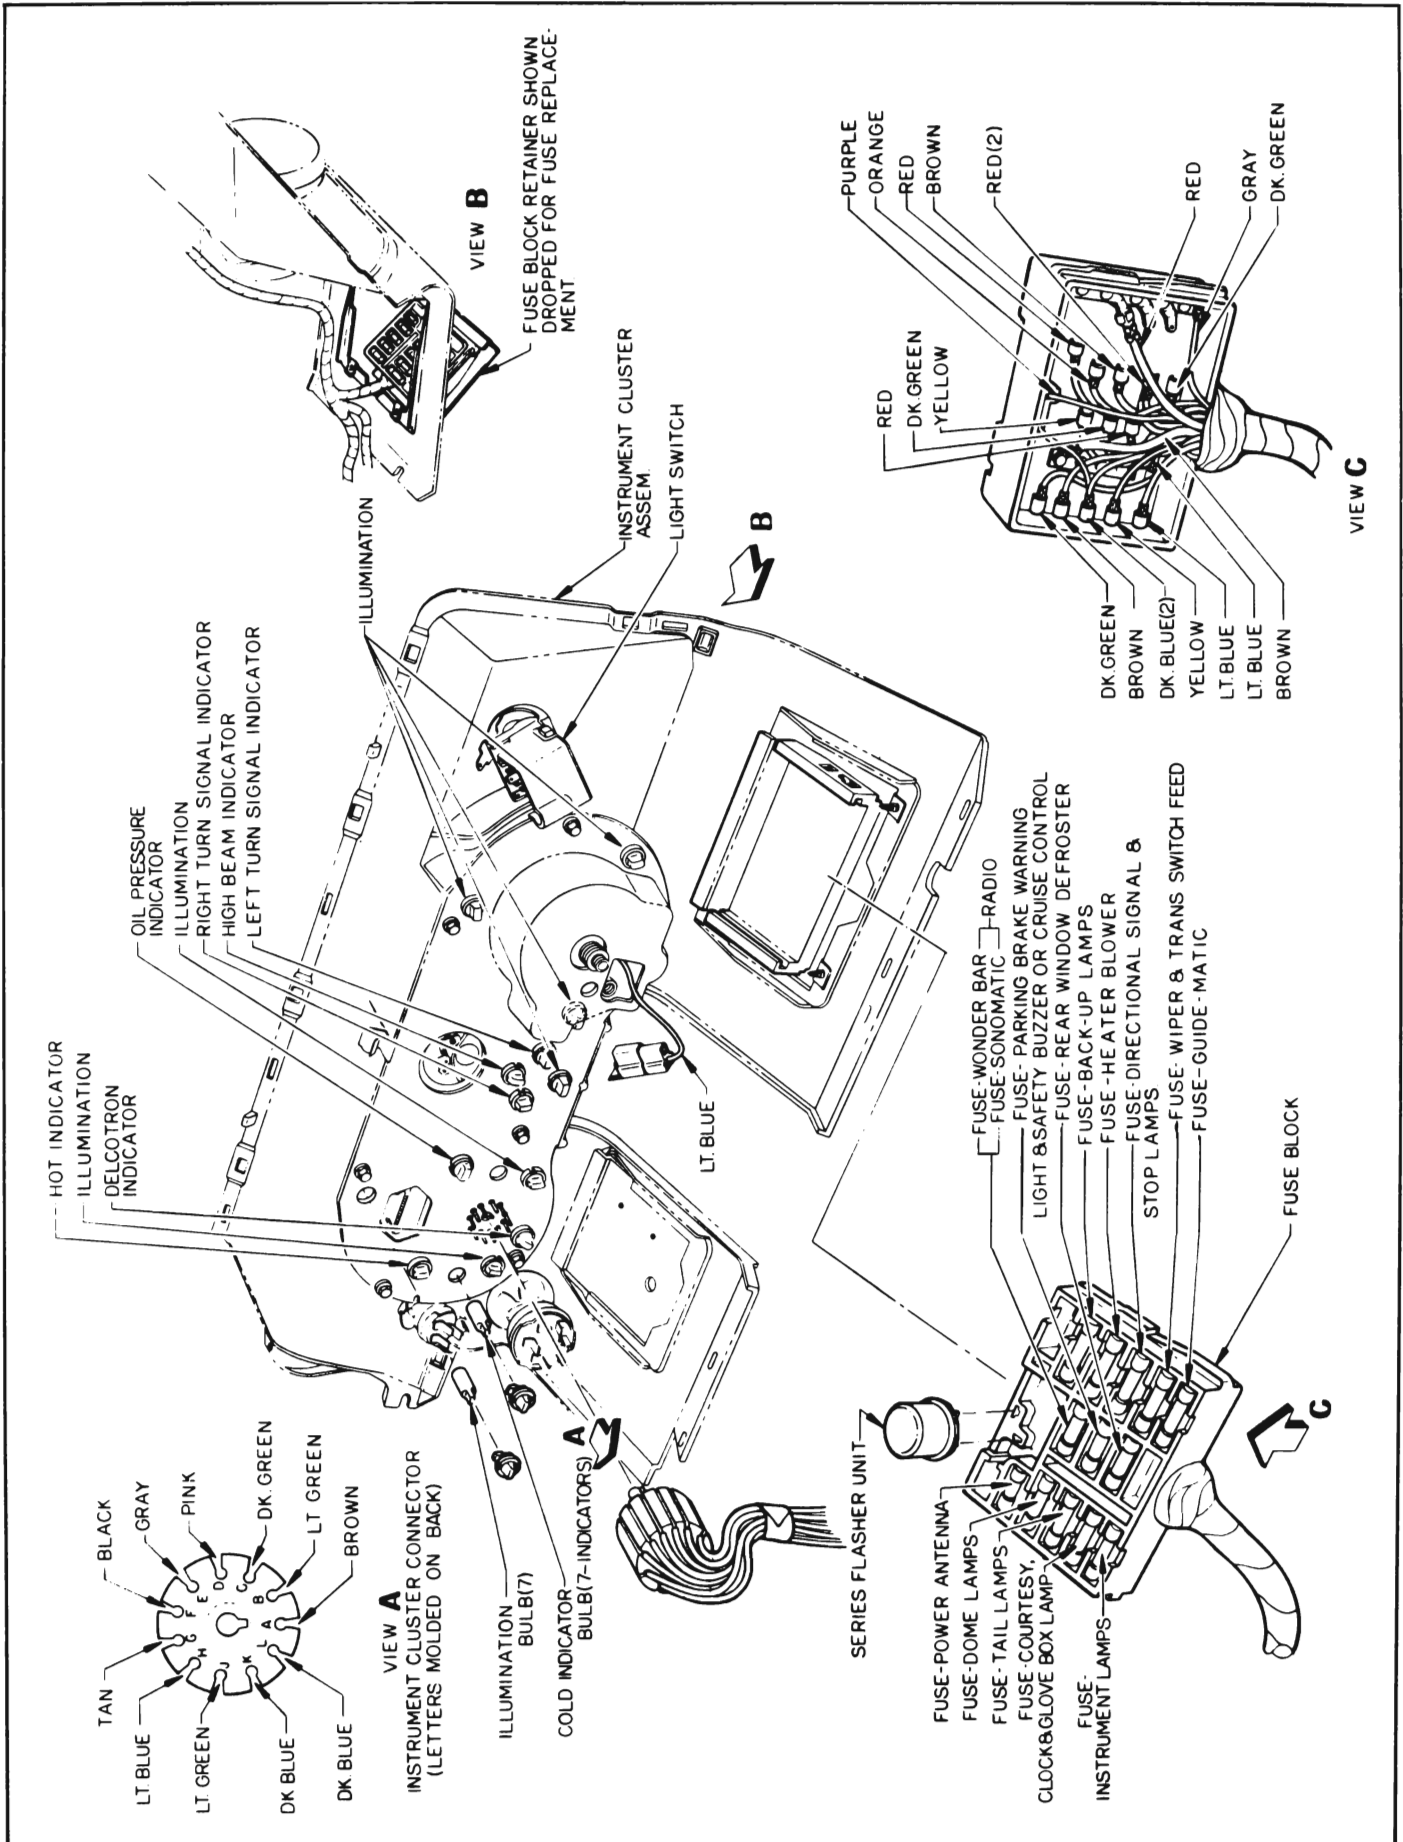 TAN
BLACK
GRAY
PINK
DK. GREEN
LT GREEN
BROWN
LT. BLUE
LT. GREEN
DK BLUE
DK. BLUE
A
B
C
D
E
F
G
H
J
K
L
VIEW A
INSTRUMENT CLUSTER CONNECTOR
(LETTERS MOLDED ON BACK)
HOT INDICATOR
ILLUMINATION
DELCOTRON
INDICATOR
OIL PRESSURE
INDICATOR
ILLUMINATION
RIGHT TURN SIGNAL INDICATOR
HIGH BEAM INDICATOR
LEFT TURN SIGNAL INDICATOR
ILLUMINATION
INSTRUMENT CLUSTER
ASSEM.
LIGHT SWITCH
VIEW B
FUSE BLOCK RETAINER SHOWN
DROPPED FOR FUSE REPLACE-
MENT
ILLUMINATION
BULB(7)
COLD INDICATOR
BULB(7-INDICATORS)
A
LT. BLUE
B
SERIES FLASHER UNIT
FUSE-POWER ANTENNA
FUSE-DOME LAMPS
FUSE-TAIL LAMPS
FUSE-COURTESY,
CLOCK&GLOVE BOX LAMP
FUSE-
INSTRUMENT LAMPS
FUSE-WONDER BAR
FUSE-SONOMATIC
RADIO
FUSE- PARKING BRAKE WARNING
LIGHT &SAFETY BUZZER OR CRUISE CONTROL
FUSE-REAR WINDOW DEFROSTER
FUSE-BACK-UP LAMPS
FUSE-HEATER BLOWER
FUSE-DIRECTIONAL SIGNAL &
STOP LAMPS
FUSE-WIPER & TRANS SWITCH FEED
FUSE-GUIDE-MATIC
FUSE BLOCK
C
PURPLE
ORANGE
RED
BROWN
RED(2)
RED
GRAY
DK. GREEN
RED
DK.GREEN
YELLOW
DK.GREEN
BROWN
DK. BLUE(2)
YELLOW
LT.BLUE
LT. BLUE
BROWN
VIEW C